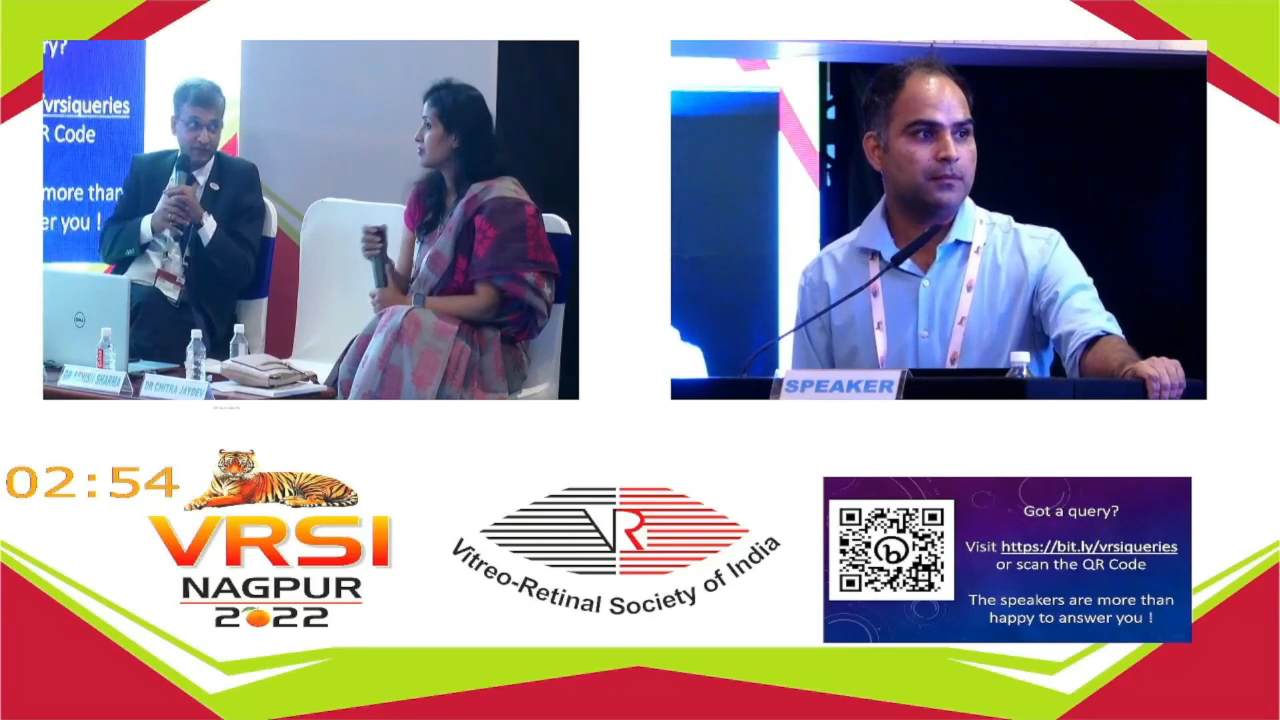 ry?
/vrsiqueries
R Code
more than
er you !
DELL
DR ASHISH SHARMA
DR CHITRA JAYDEV
SPEAKER
02:54
VRSI
NAGPUR
2022
VR
Vitreo-Retinal Society of India
Got a query?
Visit https://bit.ly/vrsiqueries
or scan the QR Code
The speakers are more than
happy to answer you !